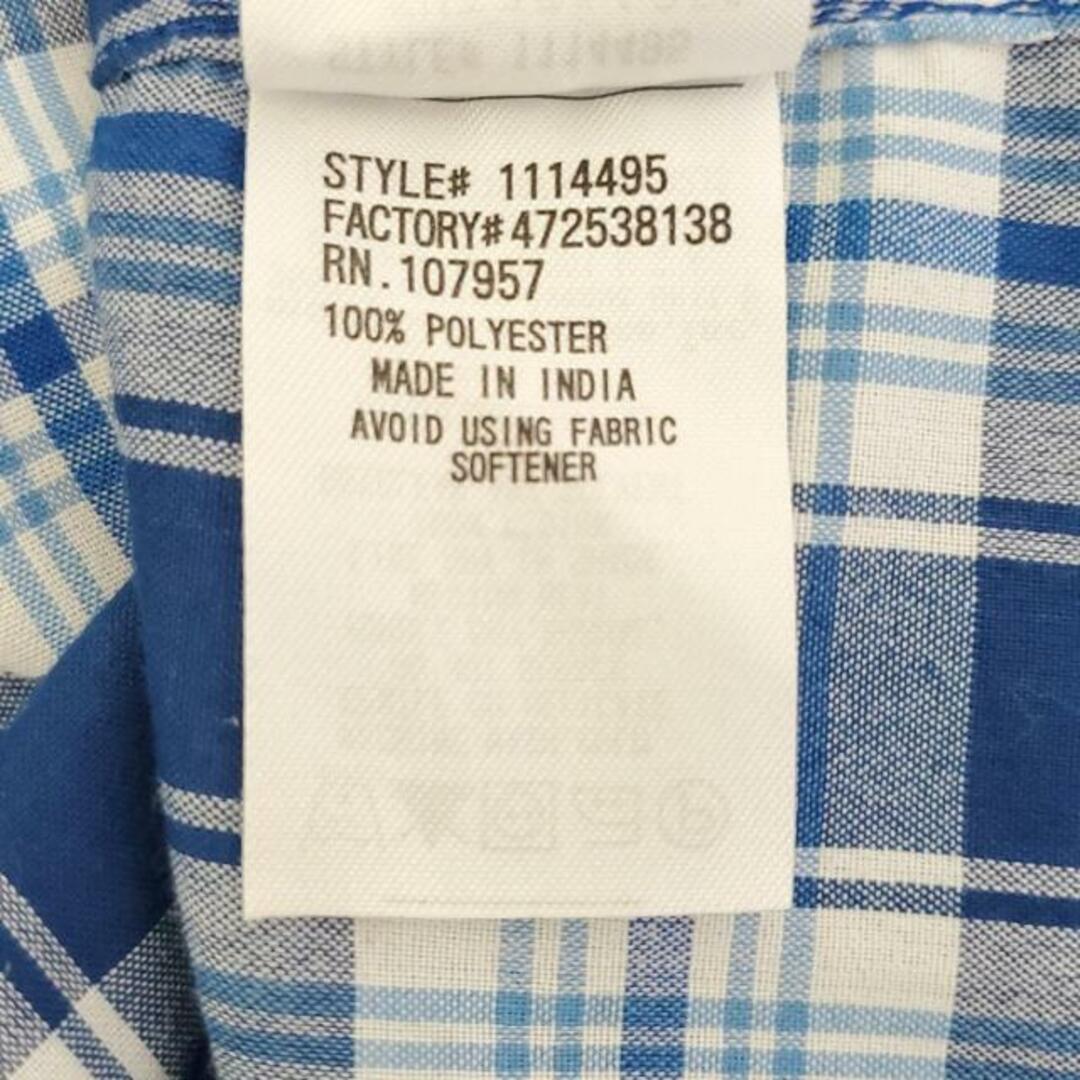 STYLE# 1114495
FACTORY#472538138
RN.107957
100% POLYESTER
MADE IN INDIA
AVOID USING FABRIC
SOFTENER